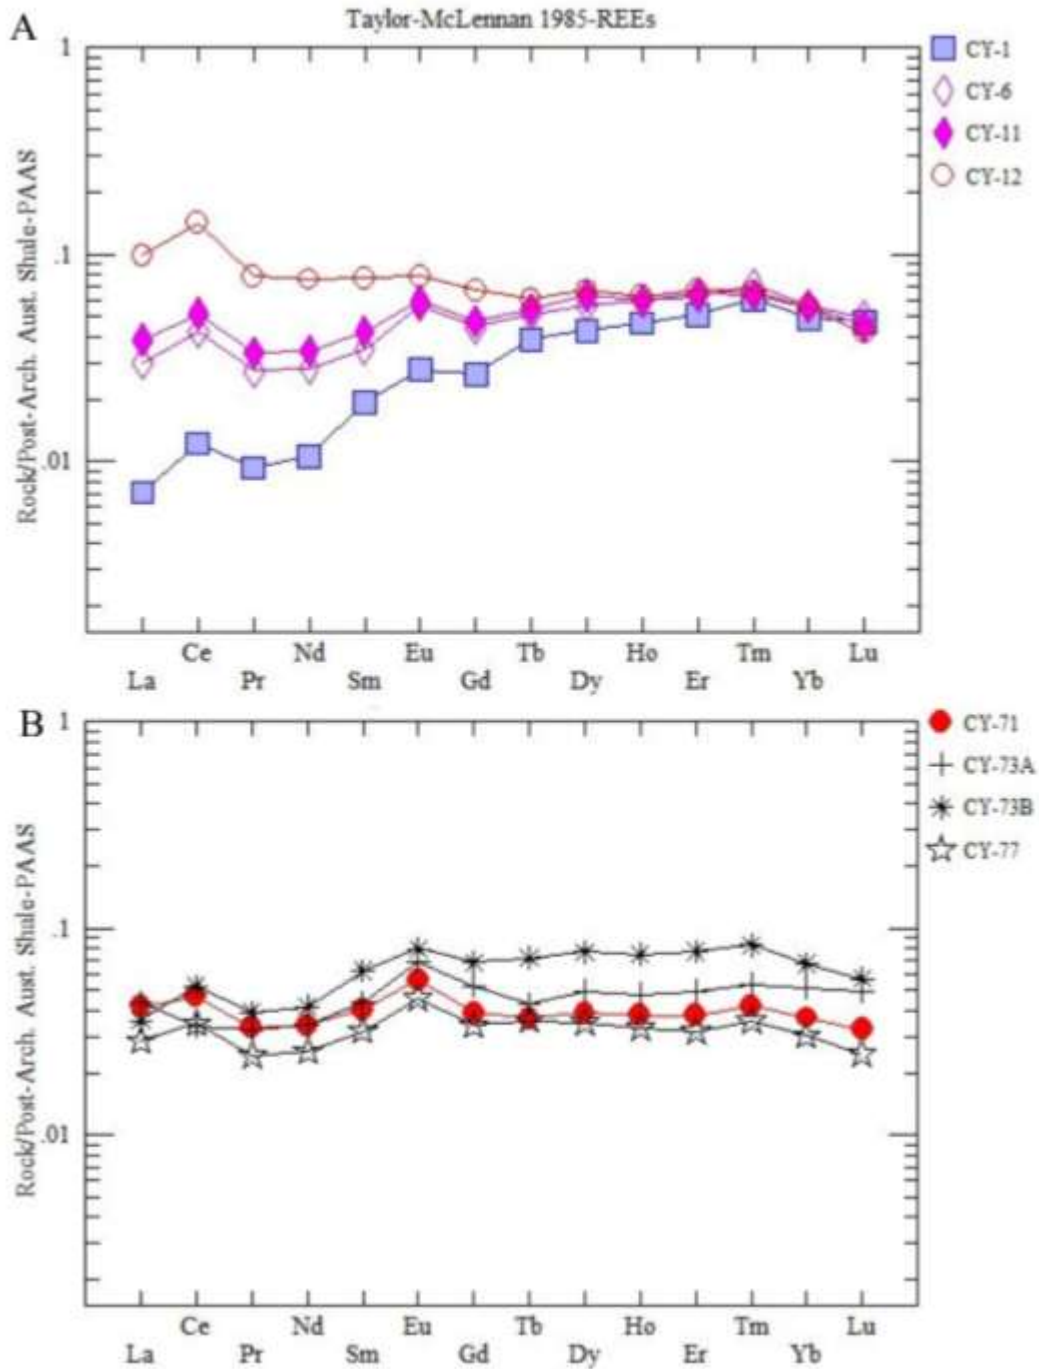 A
Taylor-McLennan 1985-REEs
Rock/Post-Arch. Aust. Shale-PAAS
1
.1
.01
CY-1
CY-6
CY-11
CY-12
Ce Nd Eu Tb Ho Tm Lu
La Pr Sm Gd Dy Er Yb
B
Rock/Post-Arch. Aust. Shale-PAAS
1
.1
.01
CY-71
CY-73A
CY-73B
CY-77
Ce Nd Eu Tb Ho Tm Lu
La Pr Sm Gd Dy Er Yb